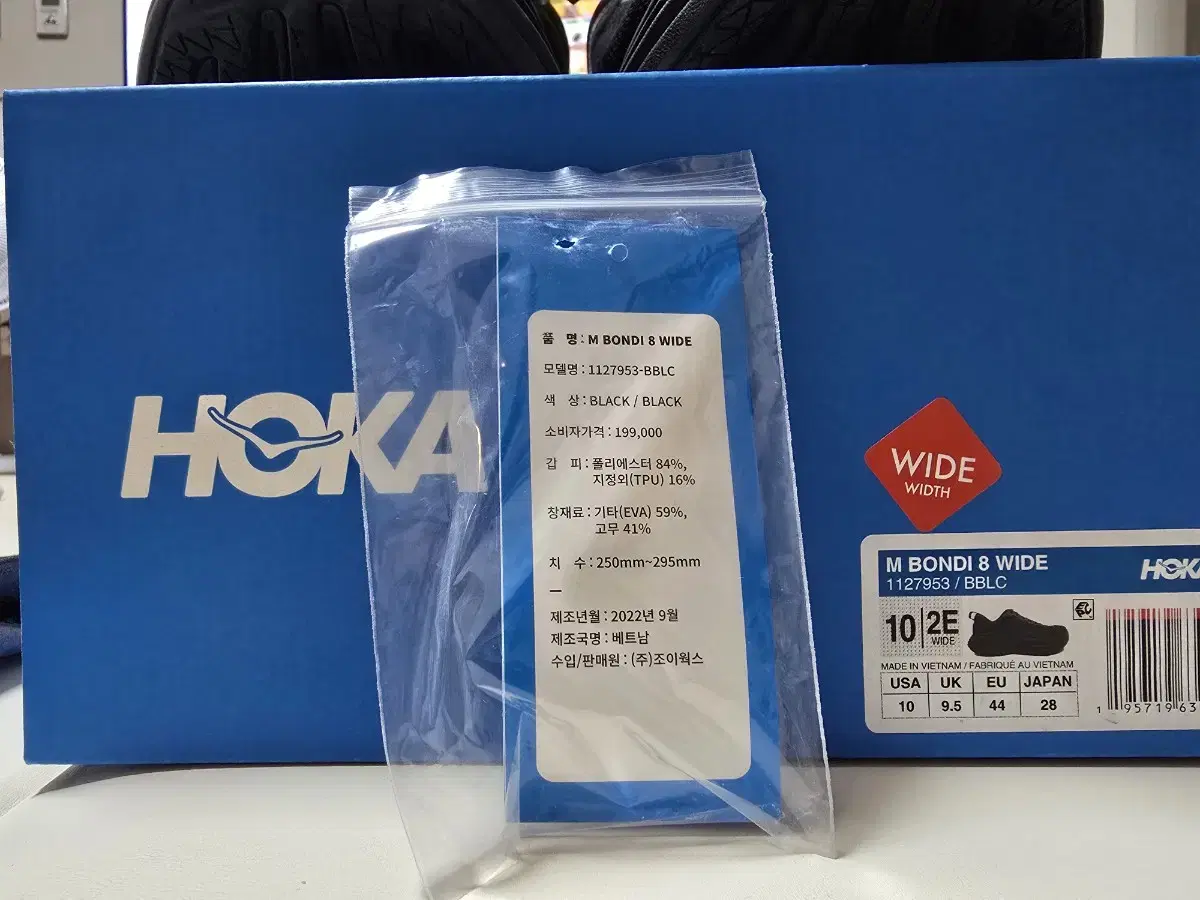 HOKA
품 명 : M BONDI 8 WIDE
모델명 : 1127953-BBLC
색 상 : BLACK / BLACK
소비자가격 : 199,000
갑 피 : 폴리에스터 84%,
지정외(TPU) 16%
창재료 : 기타(EVA) 59%,
고무 41%
치 수 : 250mm~295mm
—
제조년월 : 2022년 9월
제조국명 : 베트남
수입/판매원 : (주)조이웍스
WIDE
WIDTH
M BONDI 8 WIDE
1127953 / BBLC
HOKA
10 2E
WIDE
MADE IN VIETNAM / FABRIQUÉ AU VIETNAM
USA UK EU JAPAN
10 9.5 44 28
1 95719 63